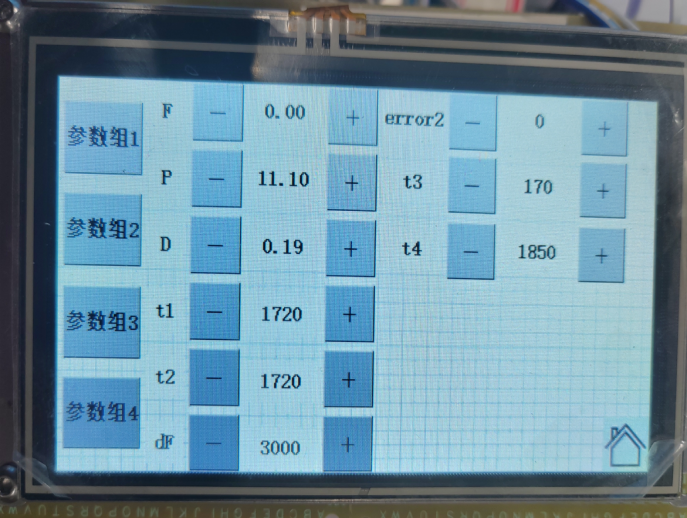 参数组1
参数组2
参数组3
参数组4
F − 0.00 +
P − 11.10 +
D − 0.19 +
t1 − 1720 +
t2 − 1720 +
dF − 3000 +
error2 − 0 +
t3 − 170 +
t4 − 1850 +